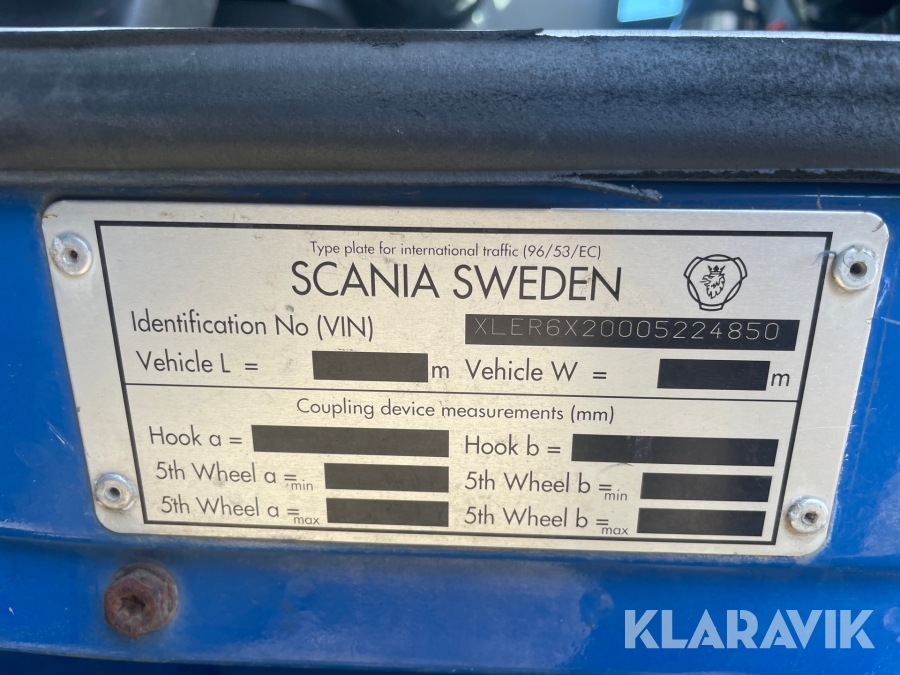 Type plate for international traffic (96/53/EC)
SCANIA SWEDEN
Identification No (VIN) XLER6X20005224850
Vehicle L = m Vehicle W = m
Coupling device measurements (mm)
Hook a = Hook b =
5th Wheel a =min 5th Wheel b =min
5th Wheel a =max 5th Wheel b =max
KLARAVIK